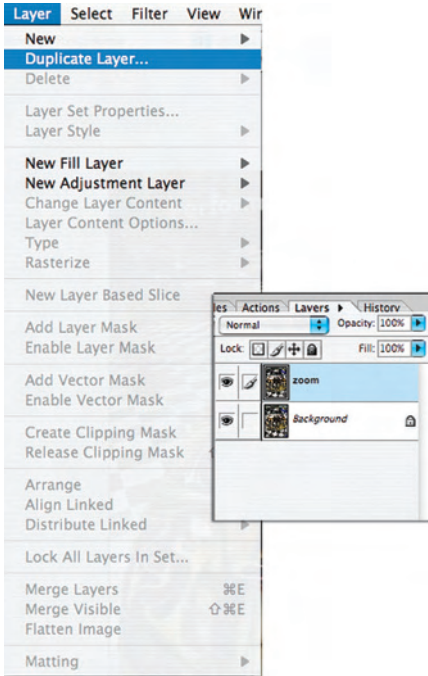 Layer Select Filter View Wir
New
Duplicate Layer...
Delete
Layer Set Properties...
Layer Style
New Fill Layer
New Adjustment Layer
Change Layer Content
Layer Content Options...
Type
Rasterize
New Layer Based Slice
Add Layer Mask
Enable Layer Mask
Add Vector Mask
Enable Vector Mask
Create Clipping Mask
Release Clipping Mask
Arrange
Align Linked
Distribute Linked
Lock All Layers In Set...
Merge Layers ⌘E
Merge Visible ⇧⌘E
Flatten Image
Matting
les Actions Layers History
Normal Opacity: 100%
Lock: Fill: 100%
zoom
Background